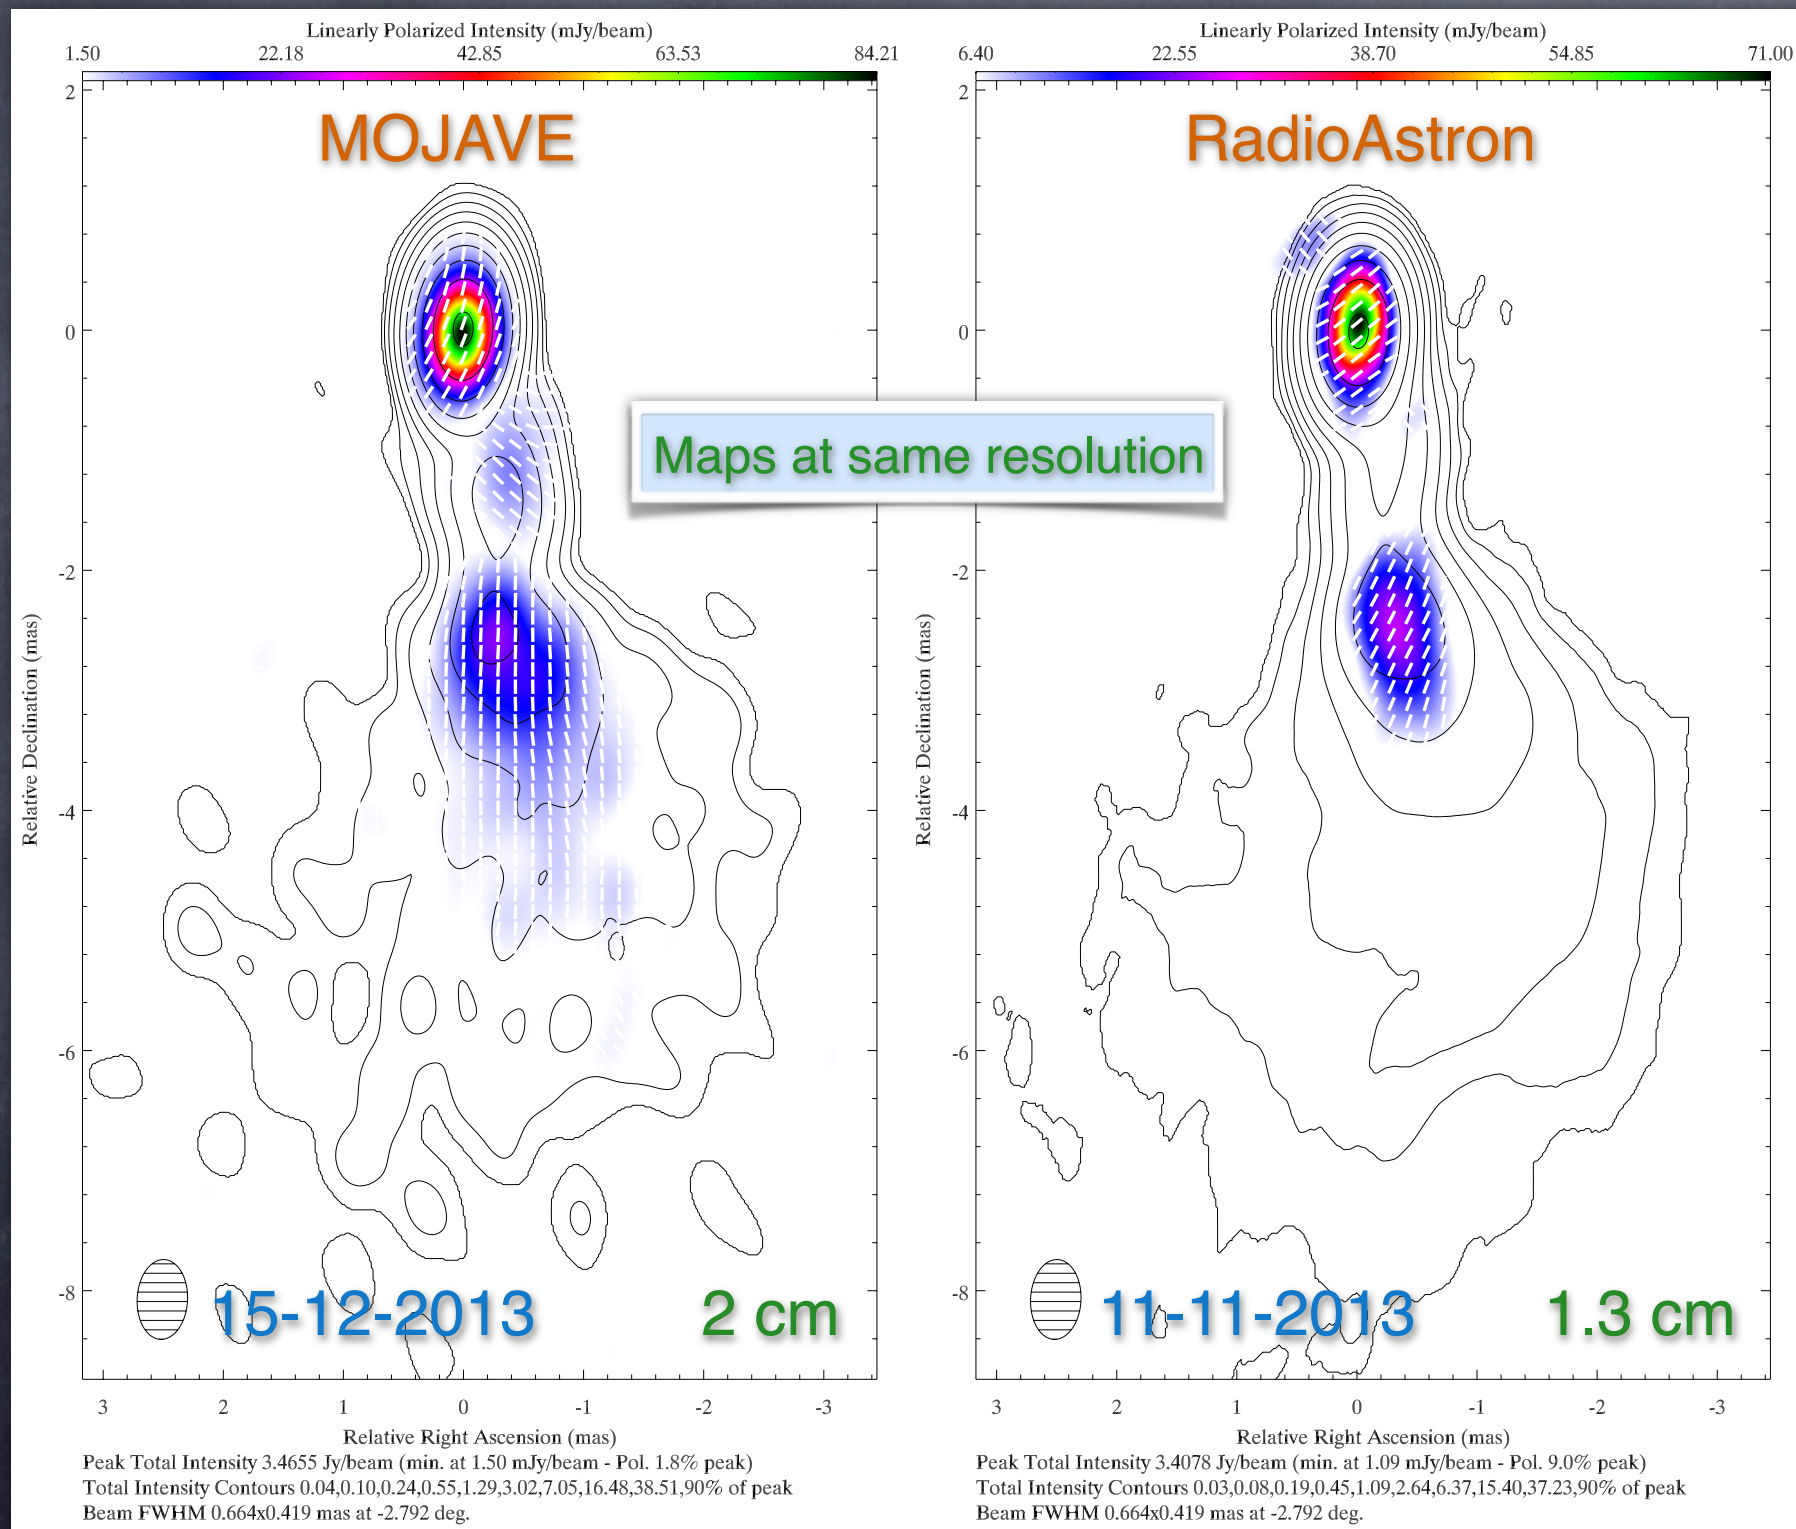 Linearly Polarized Intensity (mJy/beam)
1.50 22.18 42.85 63.53 84.21
MOJAVE
2
0
-2
-4
-6
-8
Relative Declination (mas)
15-12-2013
2 cm
3 2 1 0 -1 -2 -3
Relative Right Ascension (mas)
Peak Total Intensity 3.4655 Jy/beam (min. at 1.50 mJy/beam - Pol. 1.8% peak)
Total Intensity Contours 0.04,0.10,0.24,0.55,1.29,3.02,7.05,16.48,38.51,90% of peak
Beam FWHM 0.664x0.419 mas at -2.792 deg.
Maps at same resolution
Linearly Polarized Intensity (mJy/beam)
6.40 22.55 38.70 54.85 71.00
RadioAstron
2
0
-2
-4
-6
-8
Relative Declination (mas)
11-11-2013
1.3 cm
3 2 1 0 -1 -2 -3
Relative Right Ascension (mas)
Peak Total Intensity 3.4078 Jy/beam (min. at 1.09 mJy/beam - Pol. 9.0% peak)
Total Intensity Contours 0.03,0.08,0.19,0.45,1.09,2.64,6.37,15.40,37.23,90% of peak
Beam FWHM 0.664x0.419 mas at -2.792 deg.